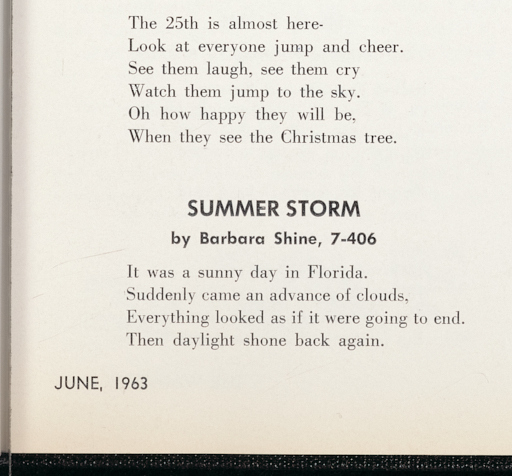 The 25th is almost here-
Look at everyone jump and cheer.
See them laugh, see them cry
Watch them jump to the sky.
Oh how happy they will be,
When they see the Christmas tree.
SUMMER STORM
by Barbara Shine, 7-406
It was a sunny day in Florida.
Suddenly came an advance of clouds,
Everything looked as if it were going to end.
Then daylight shone back again.
JUNE, 1963